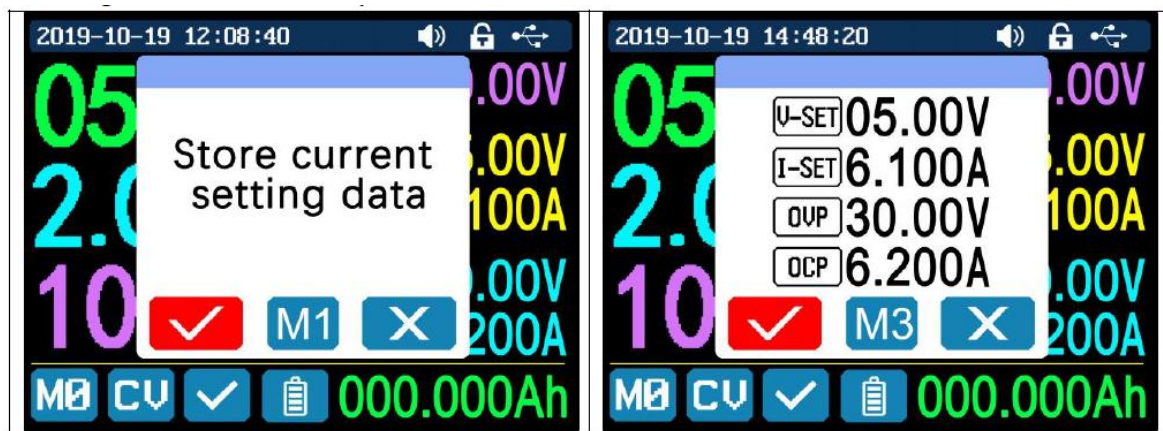 2019-10-19 12:08:40
05
.00V
Store current
setting data
.00V
2.0
100A
10
.00V
M1
200A
M0 CV 000.000Ah
2019-10-19 14:48:20
05
.00V
V-SET 05.00V
I-SET 6.100A
.00V
2.0
100A
OVP 30.00V
OCP 6.200A
10
.00V
M3
200A
M0 CV 000.000Ah